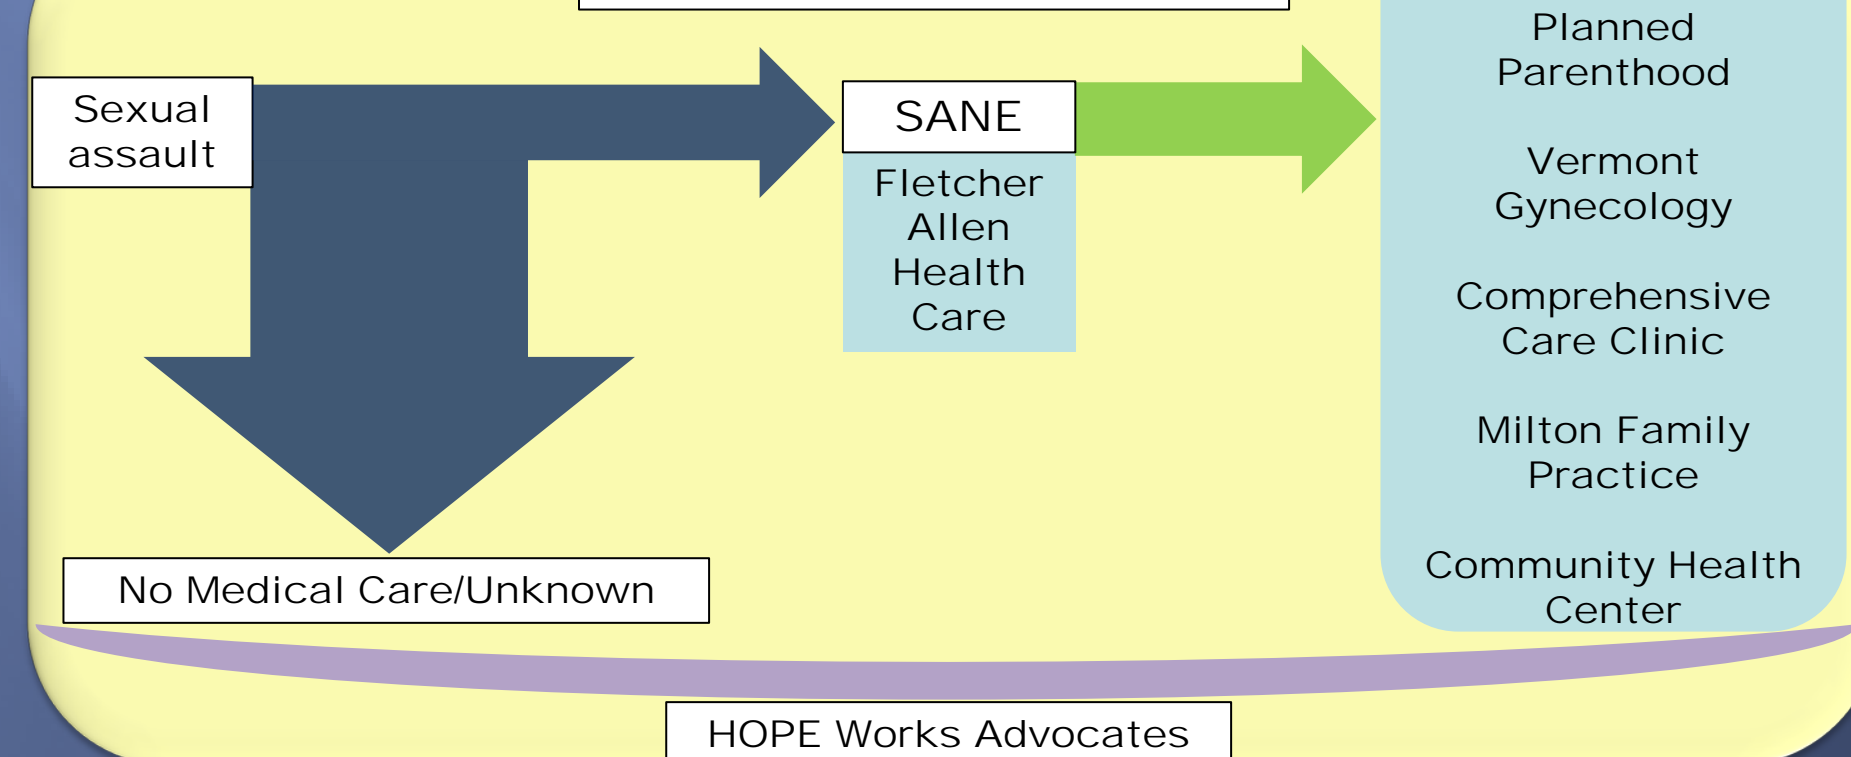 Sexual
assault
SANE
Fletcher
Allen
Health
Care
Planned
Parenthood
Vermont
Gynecology
Comprehensive
Care Clinic
Milton Family
Practice
Community Health
Center
No Medical Care/Unknown
HOPE Works Advocates